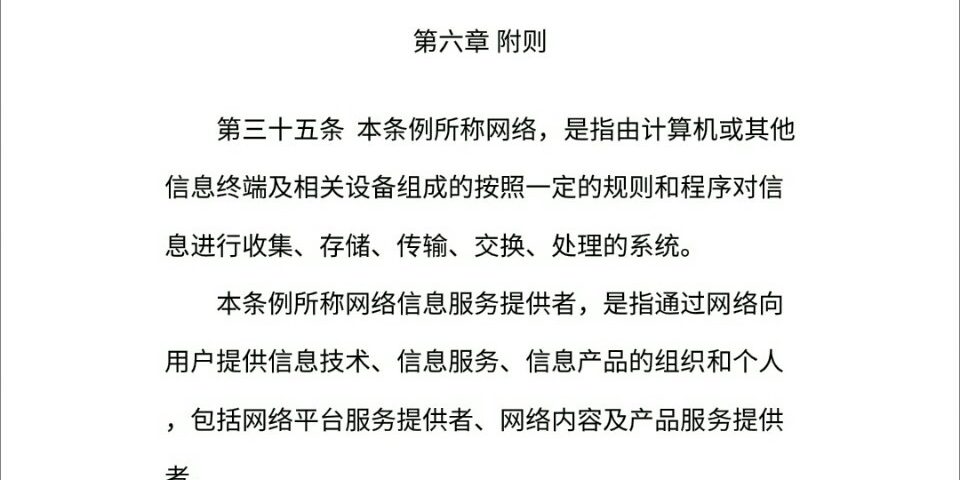 第六章 附则
第三十五条 本条例所称网络，是指由计算机或其他
信息终端及相关设备组成的按照一定的规则和程序对信
息进行收集、存储、传输、交换、处理的系统。
本条例所称网络信息服务提供者，是指通过网络向
用户提供信息技术、信息服务、信息产品的组织和个人
，包括网络平台服务提供者、网络内容及产品服务提供
者